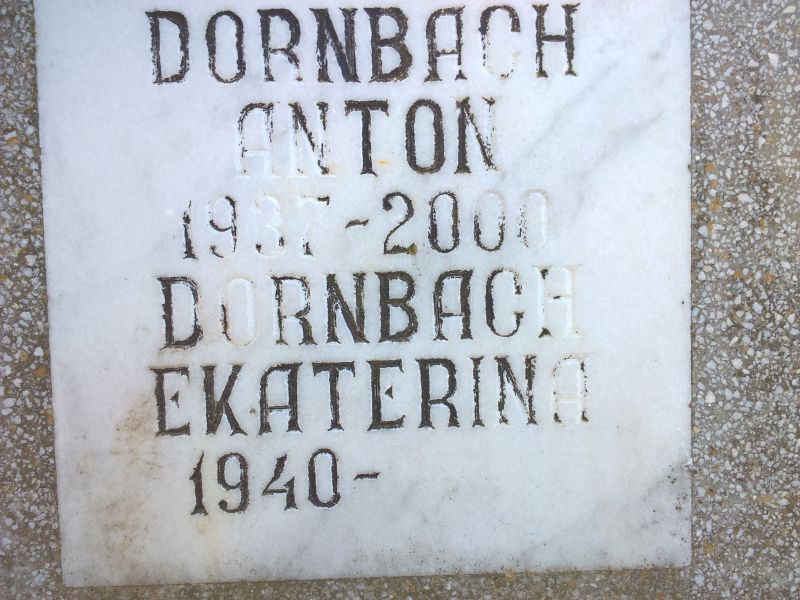 DORNBACH
ANTON
1937-2000
DORNBACH
EKATERINA
1940-